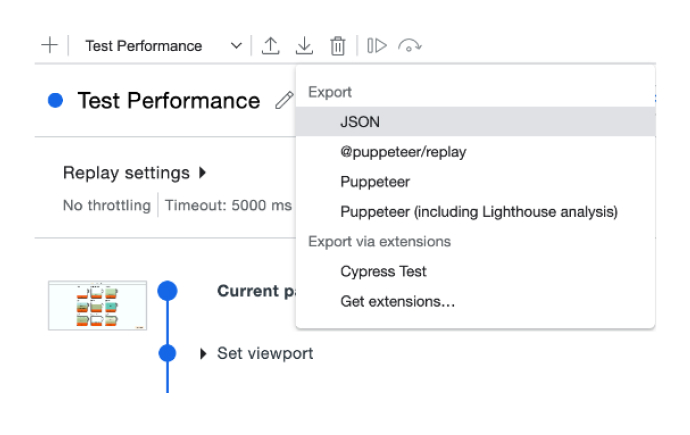 Test Performance
Test Performance
Export
JSON
@puppeteer/replay
Puppeteer
Puppeteer (including Lighthouse analysis)
Export via extensions
Cypress Test
Get extensions...
Replay settings
No throttling Timeout: 5000 ms
Current
Set viewport